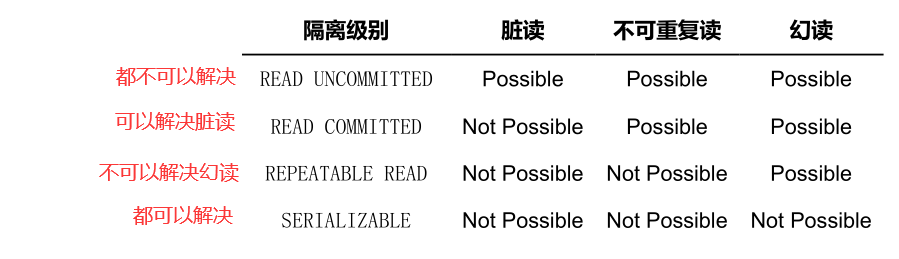 隔离级别 脏读 不可重复读 幻读
都不可以解决 READ UNCOMMITTED Possible Possible Possible
可以解决脏读 READ COMMITTED Not Possible Possible Possible
不可以解决幻读 REPEATABLE READ Not Possible Not Possible Possible
都可以解决 SERIALIZABLE Not Possible Not Possible Not Possible